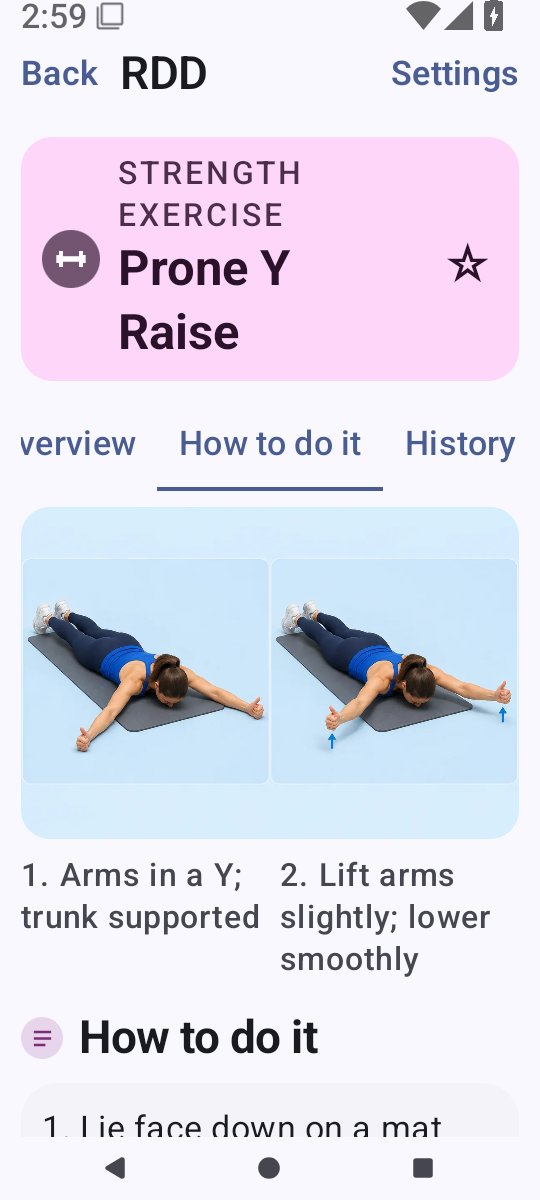 2:59
Back RDD Settings
STRENGTH
EXERCISE
Prone Y
Raise
verview How to do it History
1. Arms in a Y;
trunk supported
2. Lift arms
slightly; lower
smoothly
How to do it
1. Lie face down on a mat